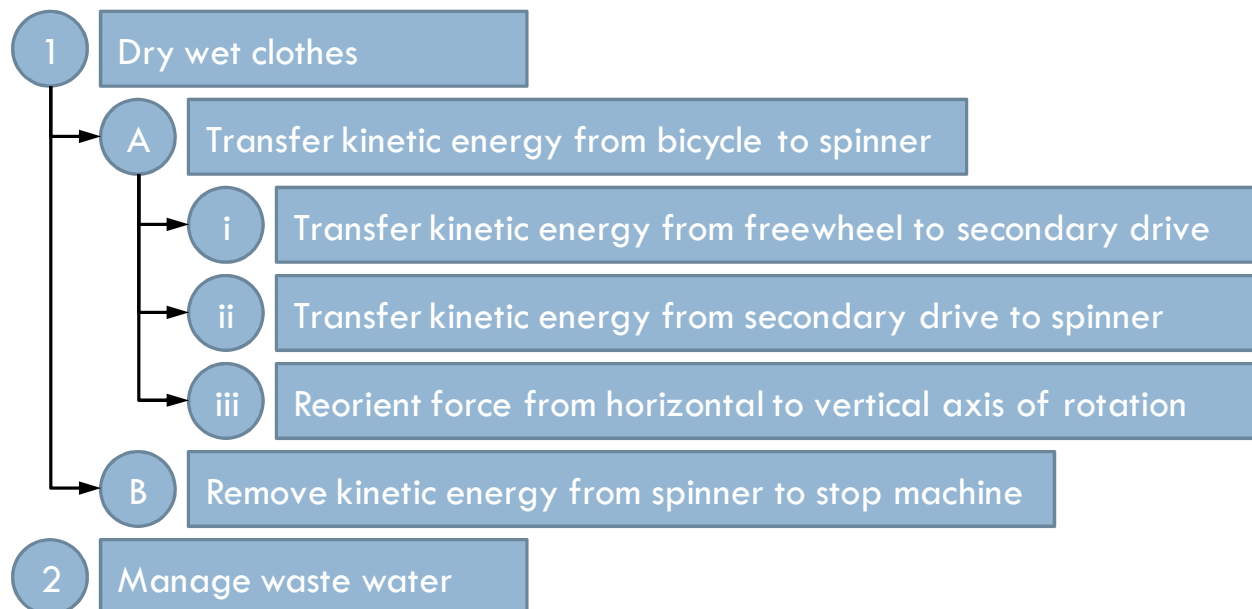 1 Dry wet clothes
A Transfer kinetic energy from bicycle to spinner
i Transfer kinetic energy from freewheel to secondary drive
ii Transfer kinetic energy from secondary drive to spinner
iii Reorient force from horizontal to vertical axis of rotation
B Remove kinetic energy from spinner to stop machine
2 Manage waste water